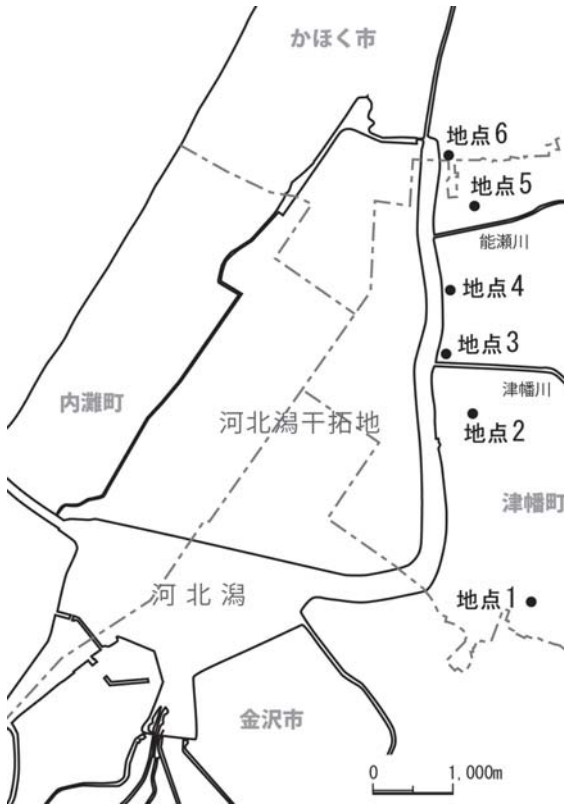 かほく市
地点6
地点5
能瀬川
地点4
地点3
津幡川
内灘町
河北潟干拓地
地点2
津幡町
河北潟
地点1
金沢市
0 1,000m